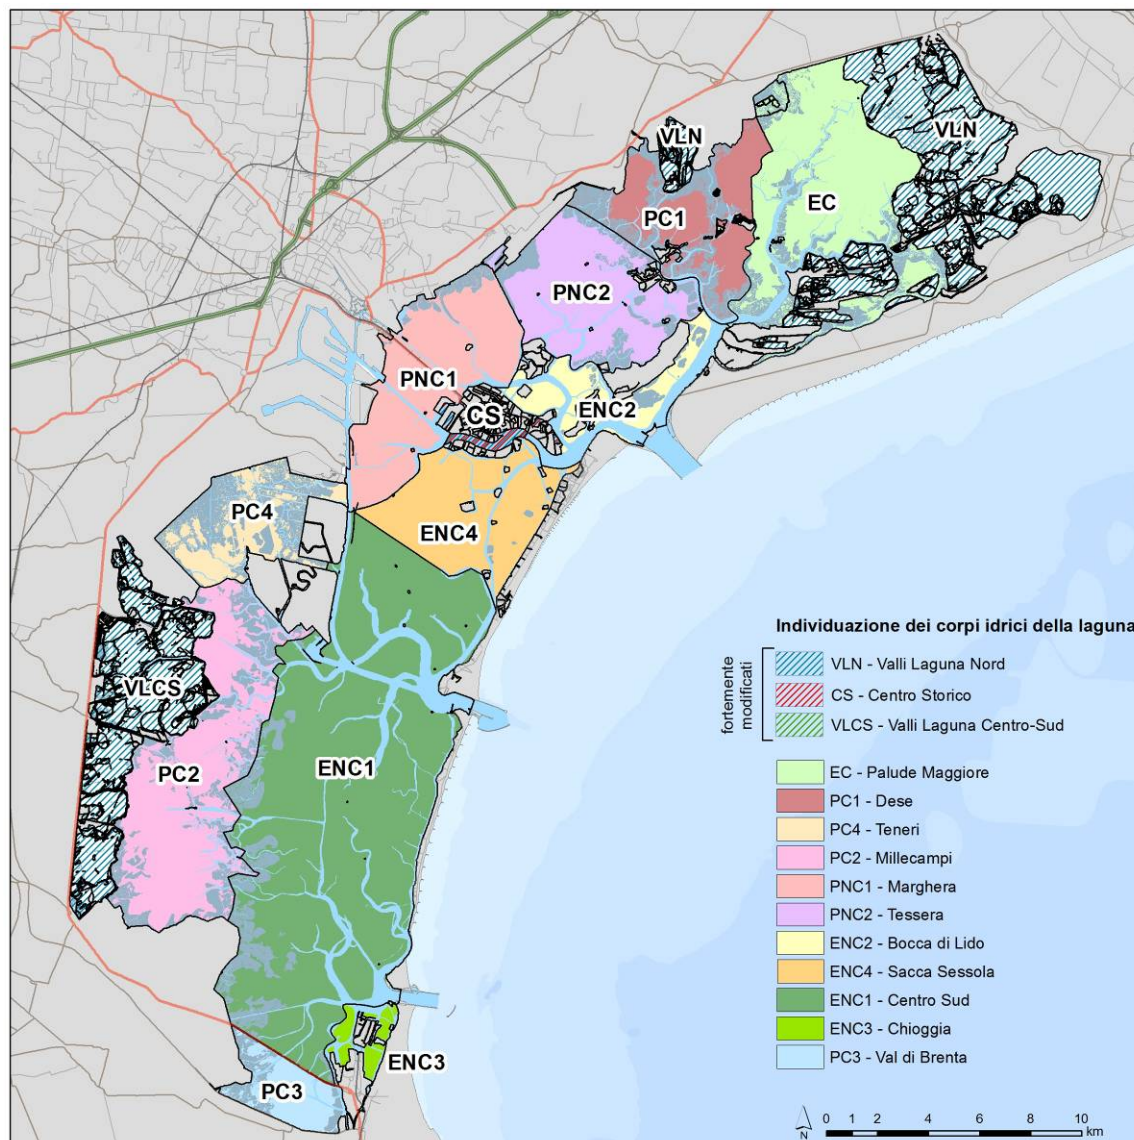 VLN
VLN
EC
PC1
PNC2
PNC1
CS
ENC2
PC4
ENC4
VLCS
PC2
ENC1
ENC3
PC3
Individuazione dei corpi idrici della laguna
fortemente
modificati
VLN - Valli Laguna Nord
CS - Centro Storico
VLCS - Valli Laguna Centro-Sud
EC - Palude Maggiore
PC1 - Dese
PC4 - Teneri
PC2 - Millecampi
PNC1 - Marghera
PNC2 - Tessera
ENC2 - Bocca di Lido
ENC4 - Sacca Sessola
ENC1 - Centro Sud
ENC3 - Chioggia
PC3 - Val di Brenta
N
0 1 2 4 6 8 10
km